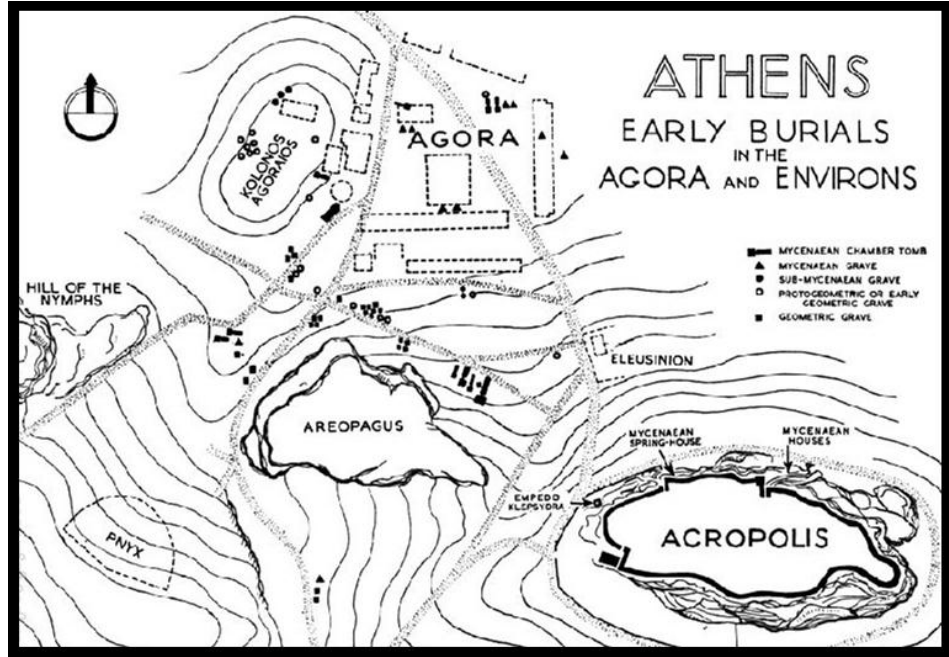 ATHENS
EARLY BURIALS
IN THE
AGORA AND ENVIRONS
AGORA
KOLONOS
AGORAIOS
MYCENAEAN CHAMBER TOMB
MYCENAEAN GRAVE
SUB-MYCENAEAN GRAVE
PROTOGEOMETRIC OR EARLY
GEOMETRIC GRAVE
GEOMETRIC GRAVE
HILL OF THE
NYMPHS
ELEUSINION
AREOPAGUS
MYCENAEAN
SPRING-HOUSE
MYCENAEAN
HOUSES
EMPEDO
KLEPSYDRA
ACROPOLIS
PNYX